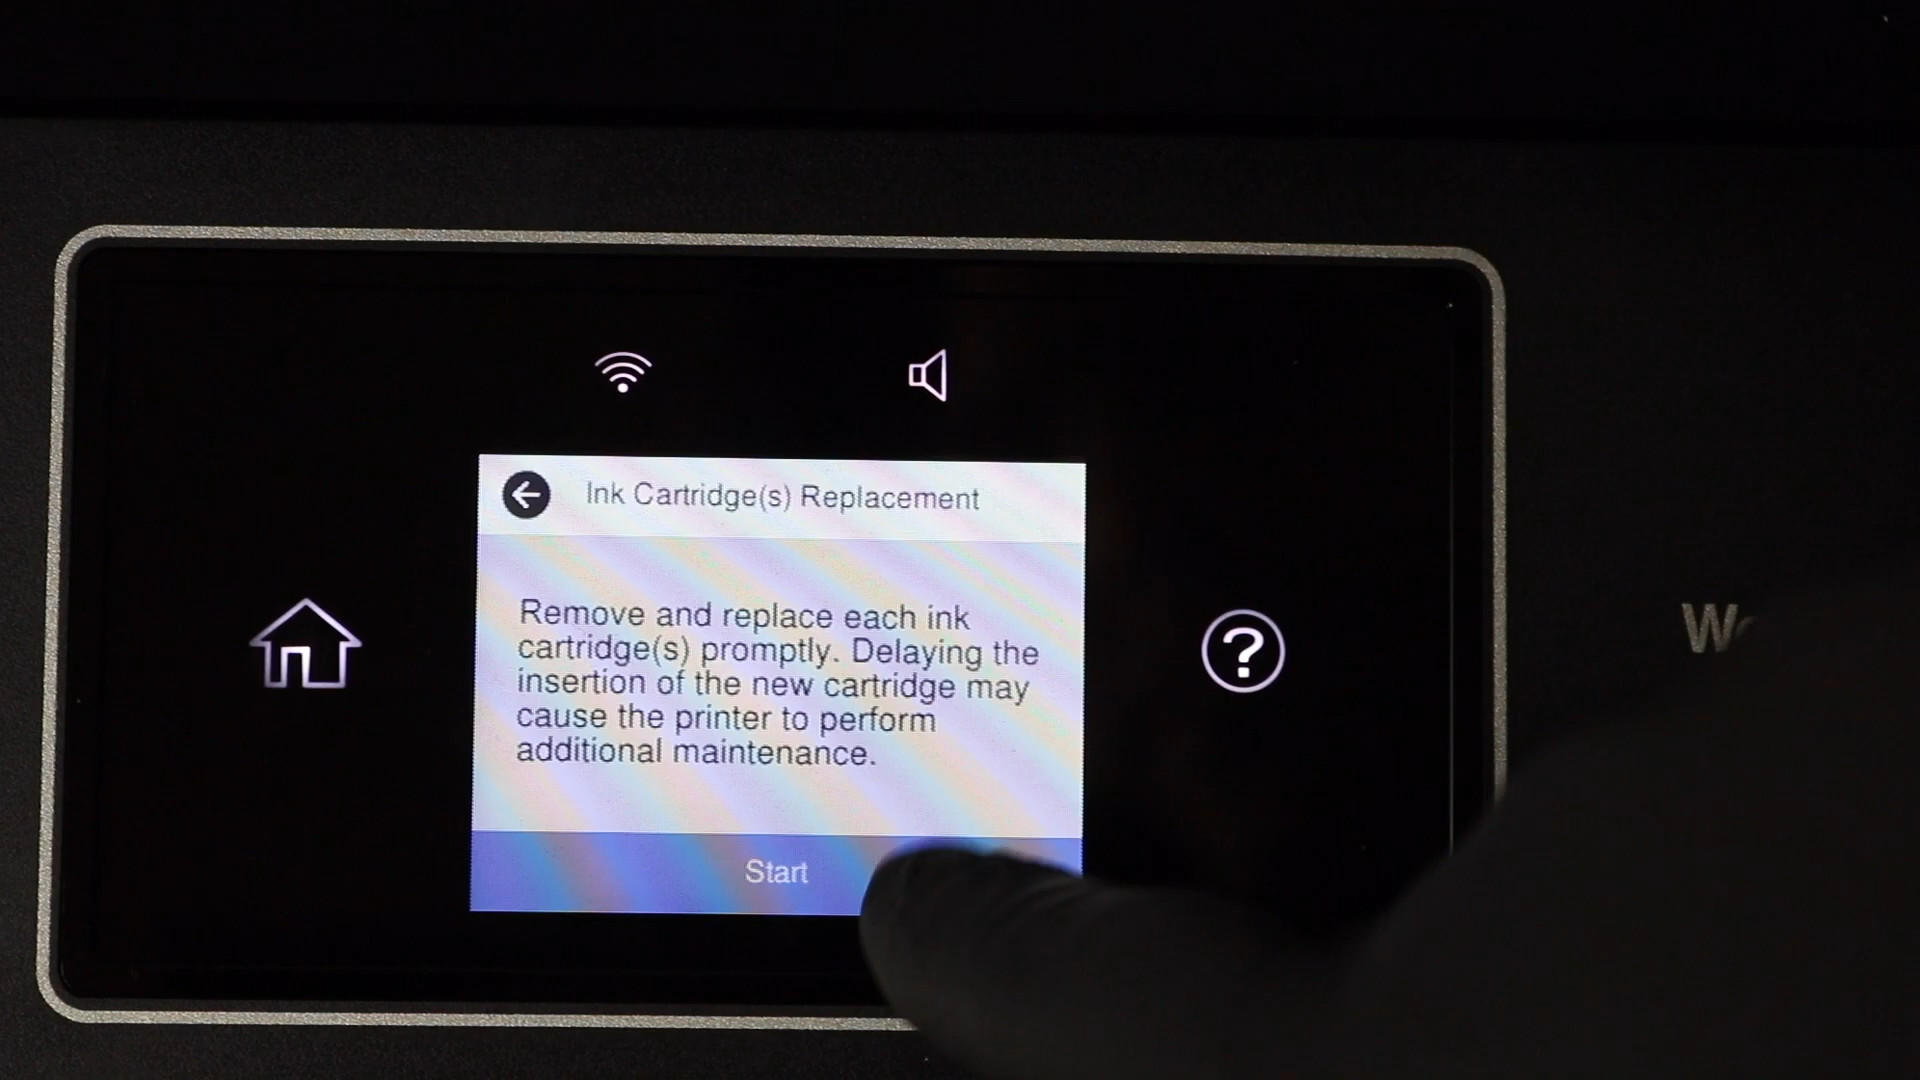 Ink Cartridge(s) Replacement
Remove and replace each ink
cartridge(s) promptly. Delaying the
insertion of the new cartridge may
cause the printer to perform
additional maintenance.
Start